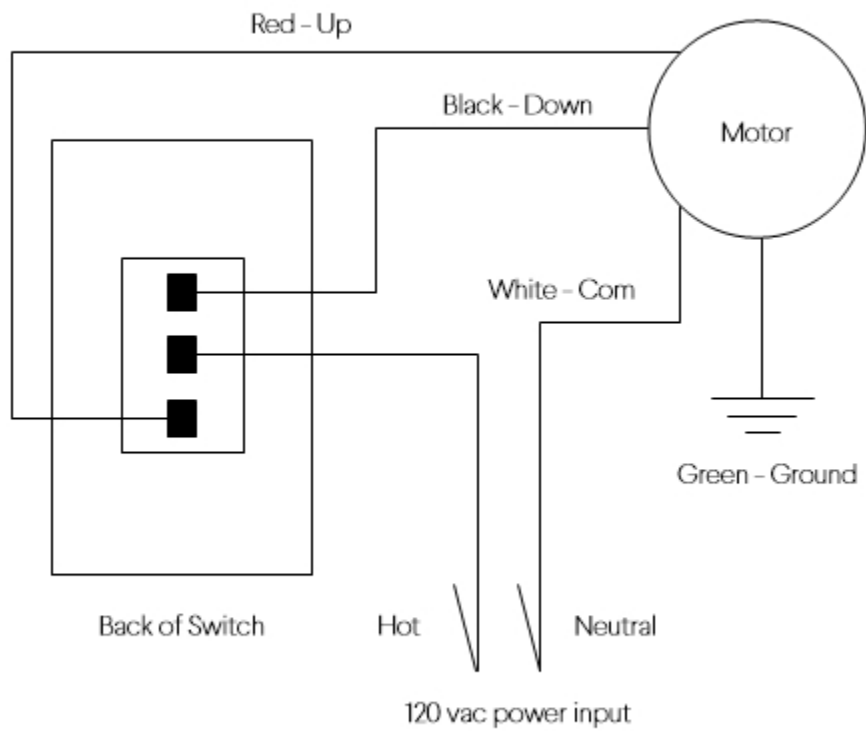 Red - Up
Black - Down
Motor
White - Com
Green - Ground
Back of Switch
Hot
Neutral
120 vac power input